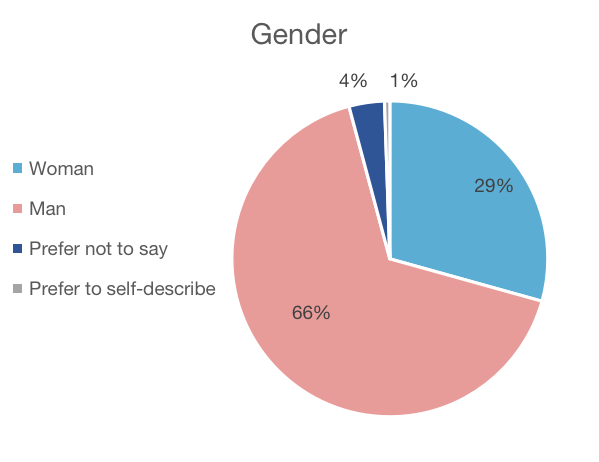 Gender
4%
1%
Woman
29%
Man
Prefer not to say
Prefer to self-describe
66%